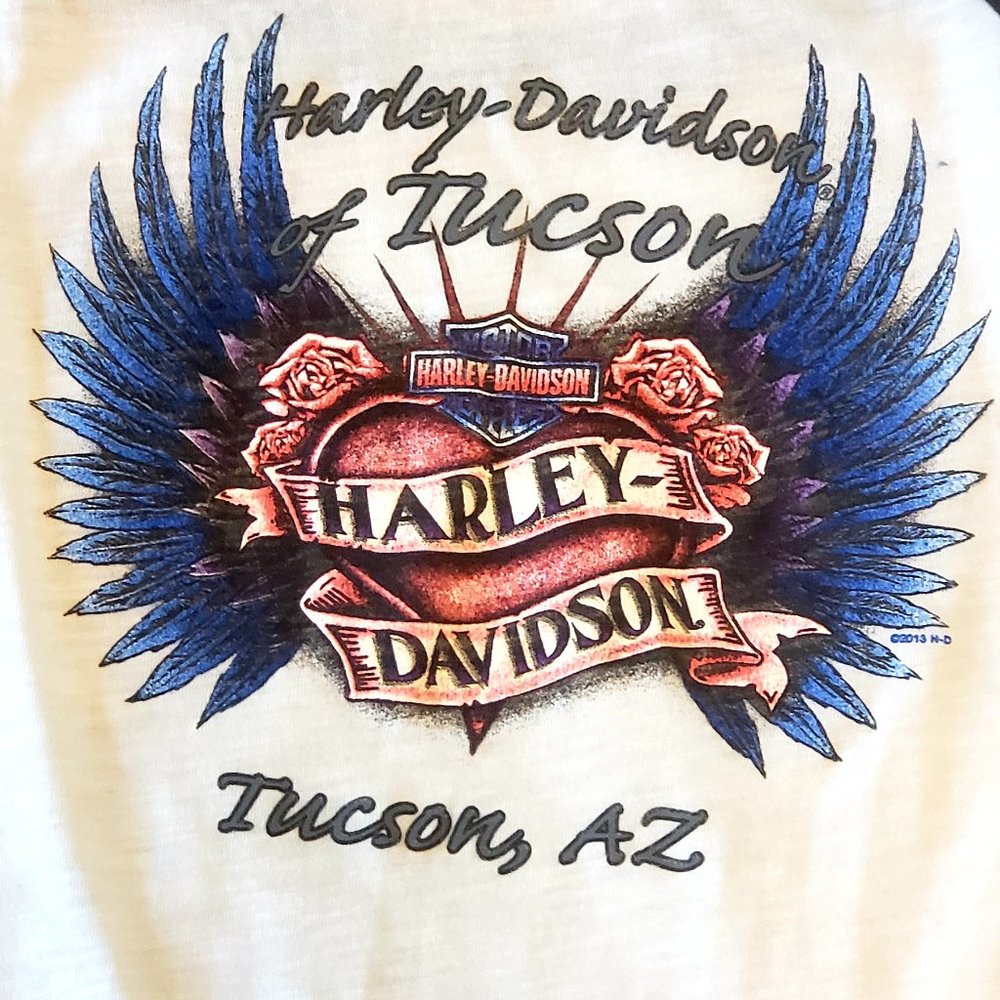 Harley-Davidson®
of Tucson
MOTOR
HARLEY-DAVIDSON
CYCLES
HARLEY-
DAVIDSON
©2013 H-D
Tucson, AZ